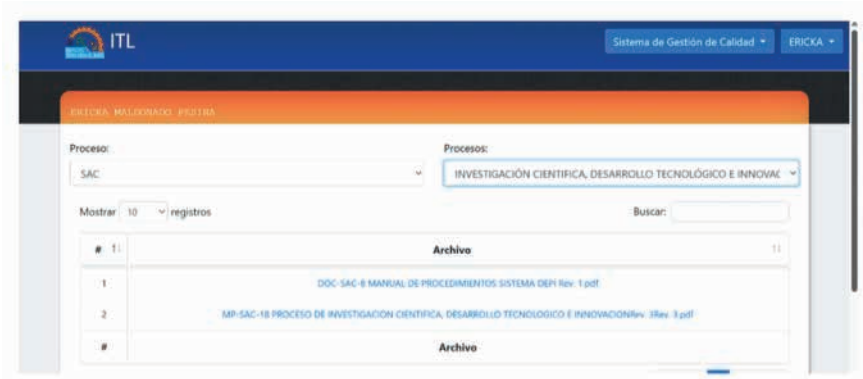 ITL
Sistema de Gestión de Calidad
ERICKA
ERICKA MALDONADO
Proceso:
Procesos:
SAC
INVESTIGACIÓN CIENTIFICA, DESARROLLO TECNOLÓGICO E INNOVAC
Mostrar 10 registros
Buscar:
# Archivo
1 DOC-SAC-8 MANUAL DE PROCEDIMIENTOS SISTEMA DEPI Rev. 1.pdf
2 MP-SAC-18 PROCESO DE INVESTIGACION CIENTIFICA, DESARROLLO TECNOLOGICO E INNOVACIONRev. 3Rev. 3.pdf
# Archivo